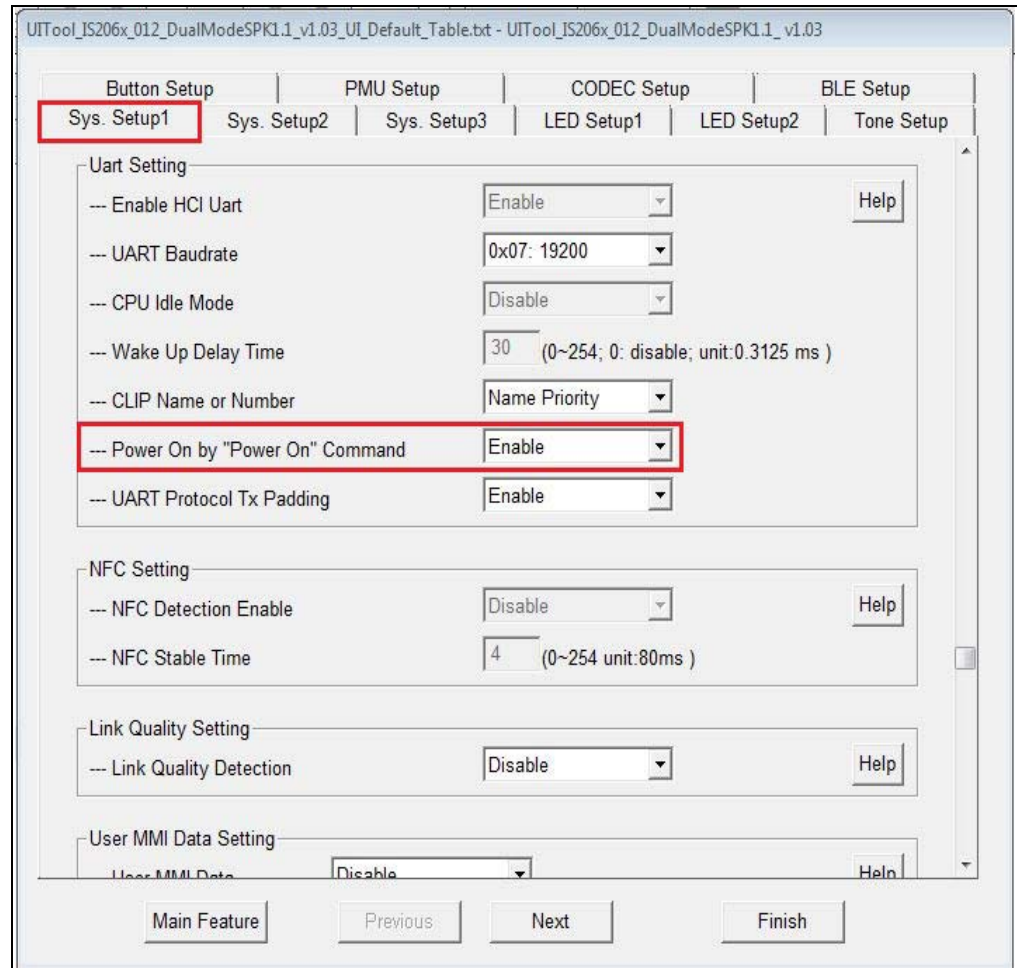 UITool_IS206x_012_DualModeSPK1.1_v1.03_UI_Default_Table.txt - UITool_IS206x_012_DualModeSPK1.1_ v1.03
Button Setup PMU Setup CODEC Setup BLE Setup
Sys. Setup1 Sys. Setup2 Sys. Setup3 LED Setup1 LED Setup2 Tone Setup
Uart Setting
--- Enable HCI Uart Enable Help
--- UART Baudrate 0x07: 19200
--- CPU Idle Mode Disable
--- Wake Up Delay Time 30 (0~254; 0: disable; unit:0.3125 ms )
--- CLIP Name or Number Name Priority
--- Power On by "Power On" Command Enable
--- UART Protocol Tx Padding Enable
NFC Setting
--- NFC Detection Enable Disable Help
--- NFC Stable Time 4 (0~254 unit:80ms )
Link Quality Setting
--- Link Quality Detection Disable Help
User MMI Data Setting
User MMI Data Disable Help
Main Feature Previous Next Finish